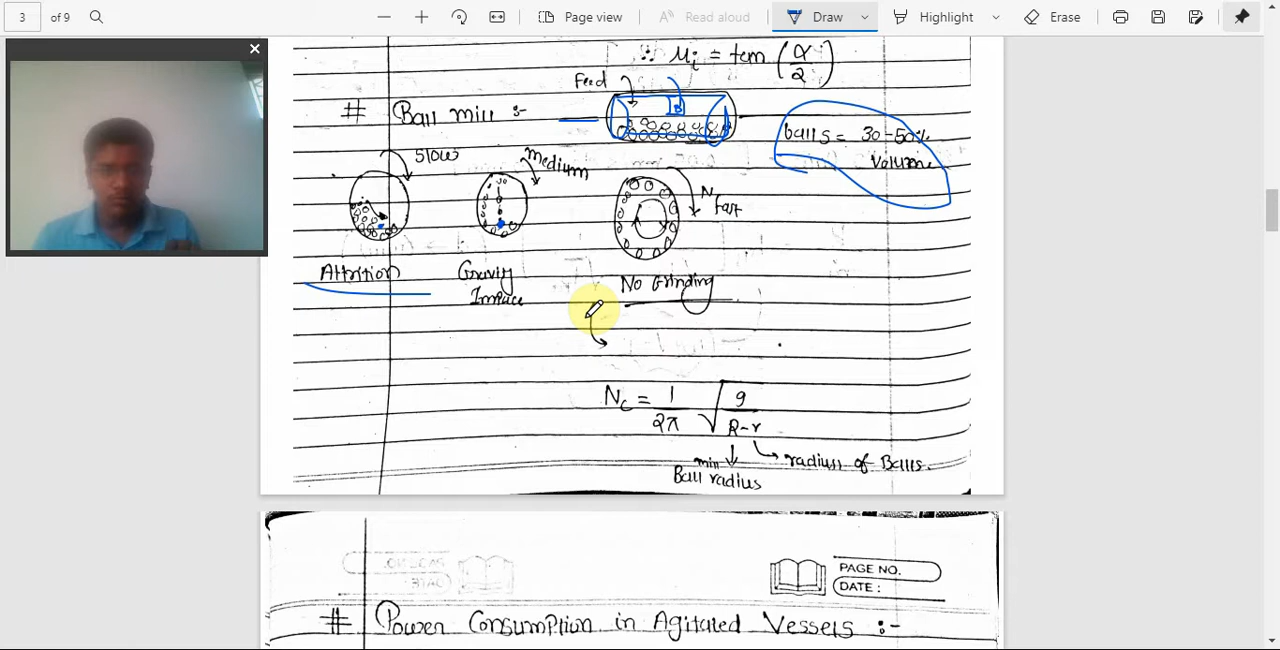 3 of 9 Page view Read aloud Draw Highlight Erase
∴ μi = tan (α/2)
Feed
# Ball mill :-
balls = 30-50%
Volume
Slow
medium
N
Fast
Attrition
Gravity
Impace
No Grinding
Nc = 1/2π √g/R-r
radius of Balls.
min
Ball radius
PAGE NO.
DATE :
# Power Consumption in Agitated Vessels :-